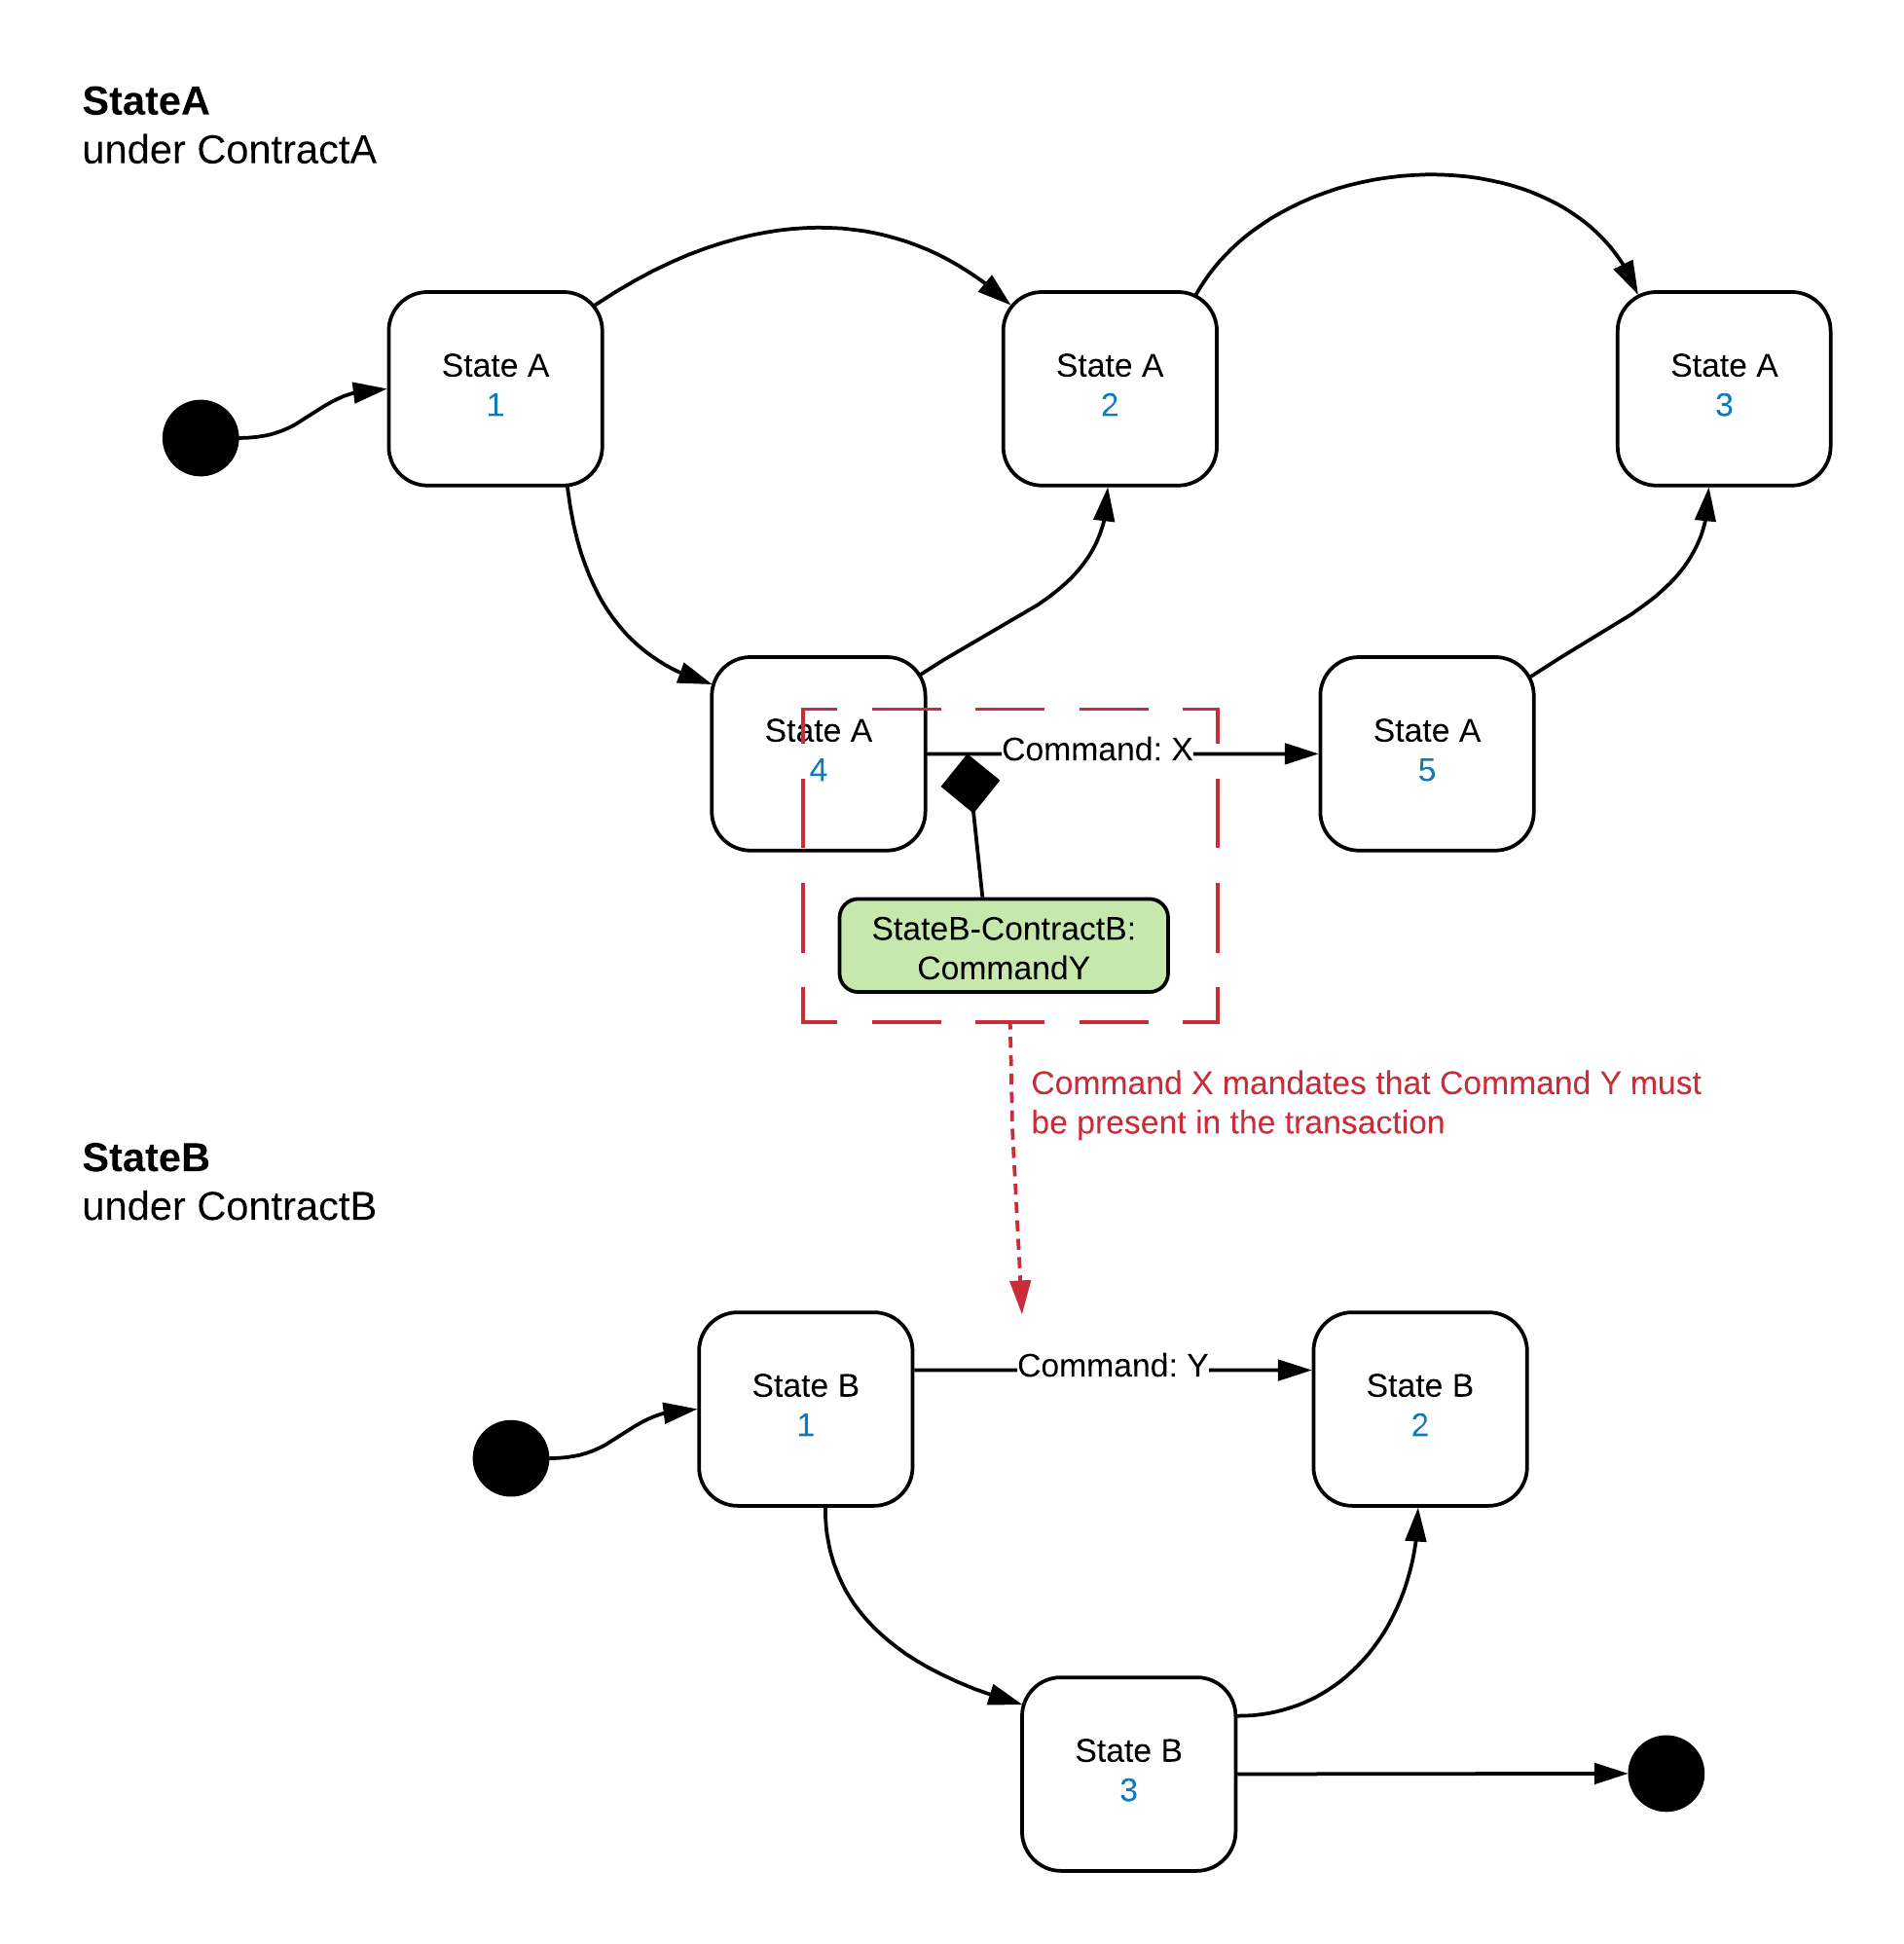 StateA
under ContractA
State A
1
State A
2
State A
3
State A
4
Command: X
State A
5
StateB-ContractB:
CommandY
Command X mandates that Command Y must
be present in the transaction
StateB
under ContractB
State B
1
Command: Y
State B
2
State B
3